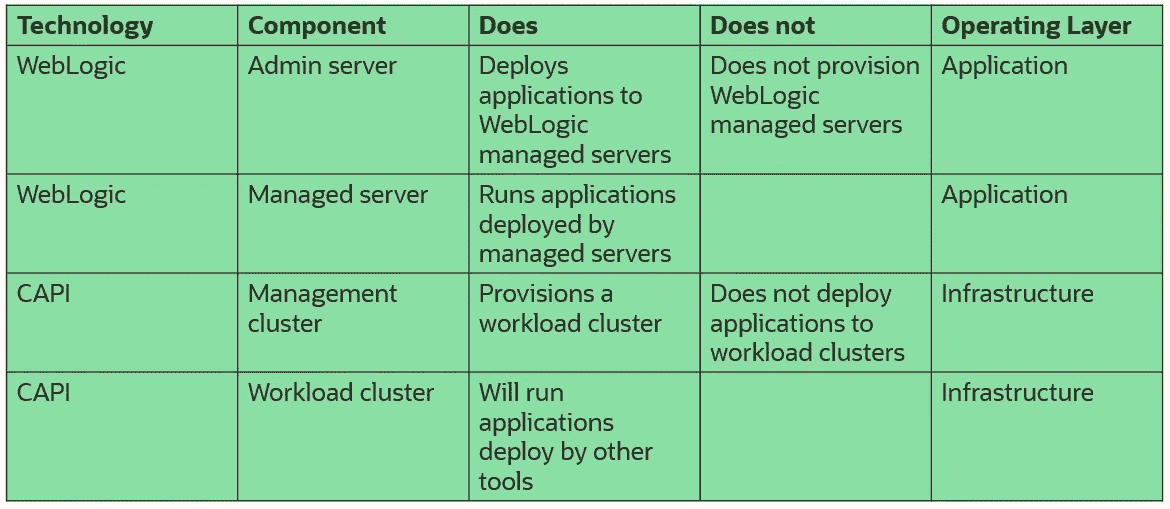 Technology Component Does Does not Operating Layer
WebLogic Admin server Deploys Does not provision Application
applications to WebLogic
WebLogic managed servers
managed servers
WebLogic Managed server Runs applications Application
deployed by
managed servers
CAPI Management Provisions a Does not deploy Infrastructure
cluster workload cluster applications to
workload clusters
CAPI Workload cluster Will run Infrastructure
applications
deploy by other
tools